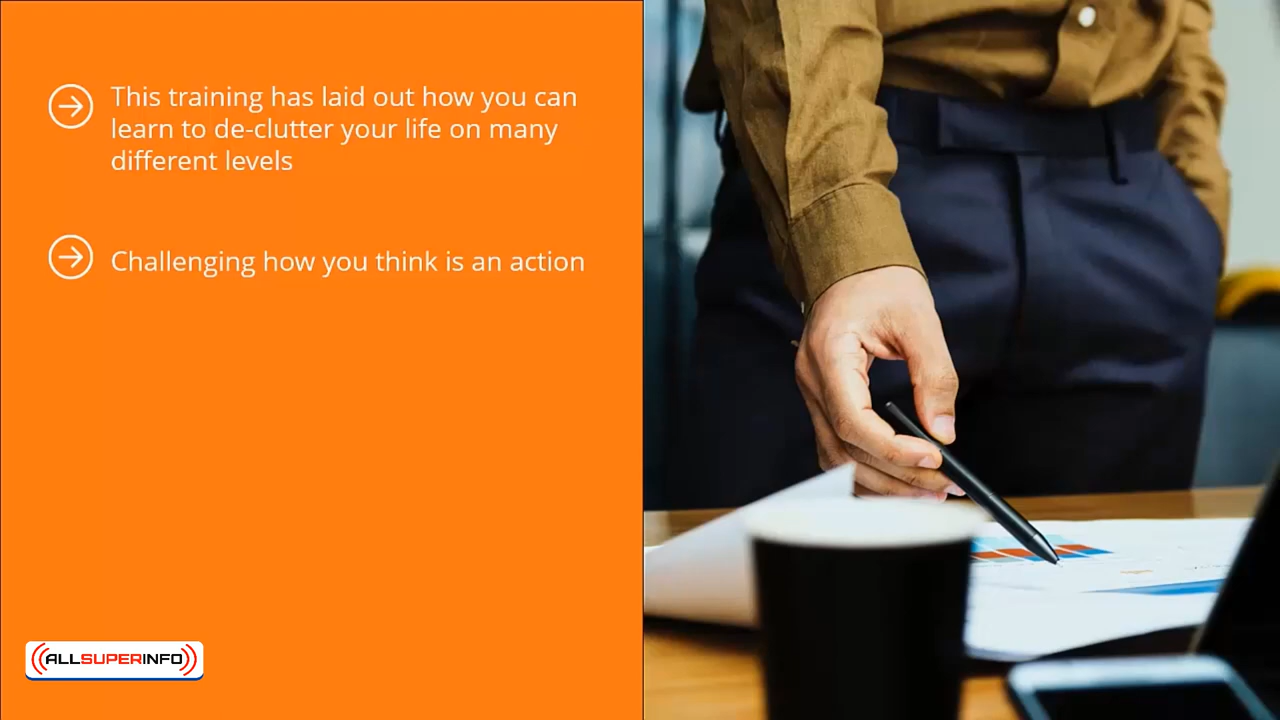 This training has laid out how you can
learn to de-clutter your life on many
different levels
Challenging how you think is an action
ALLSUPERINFO